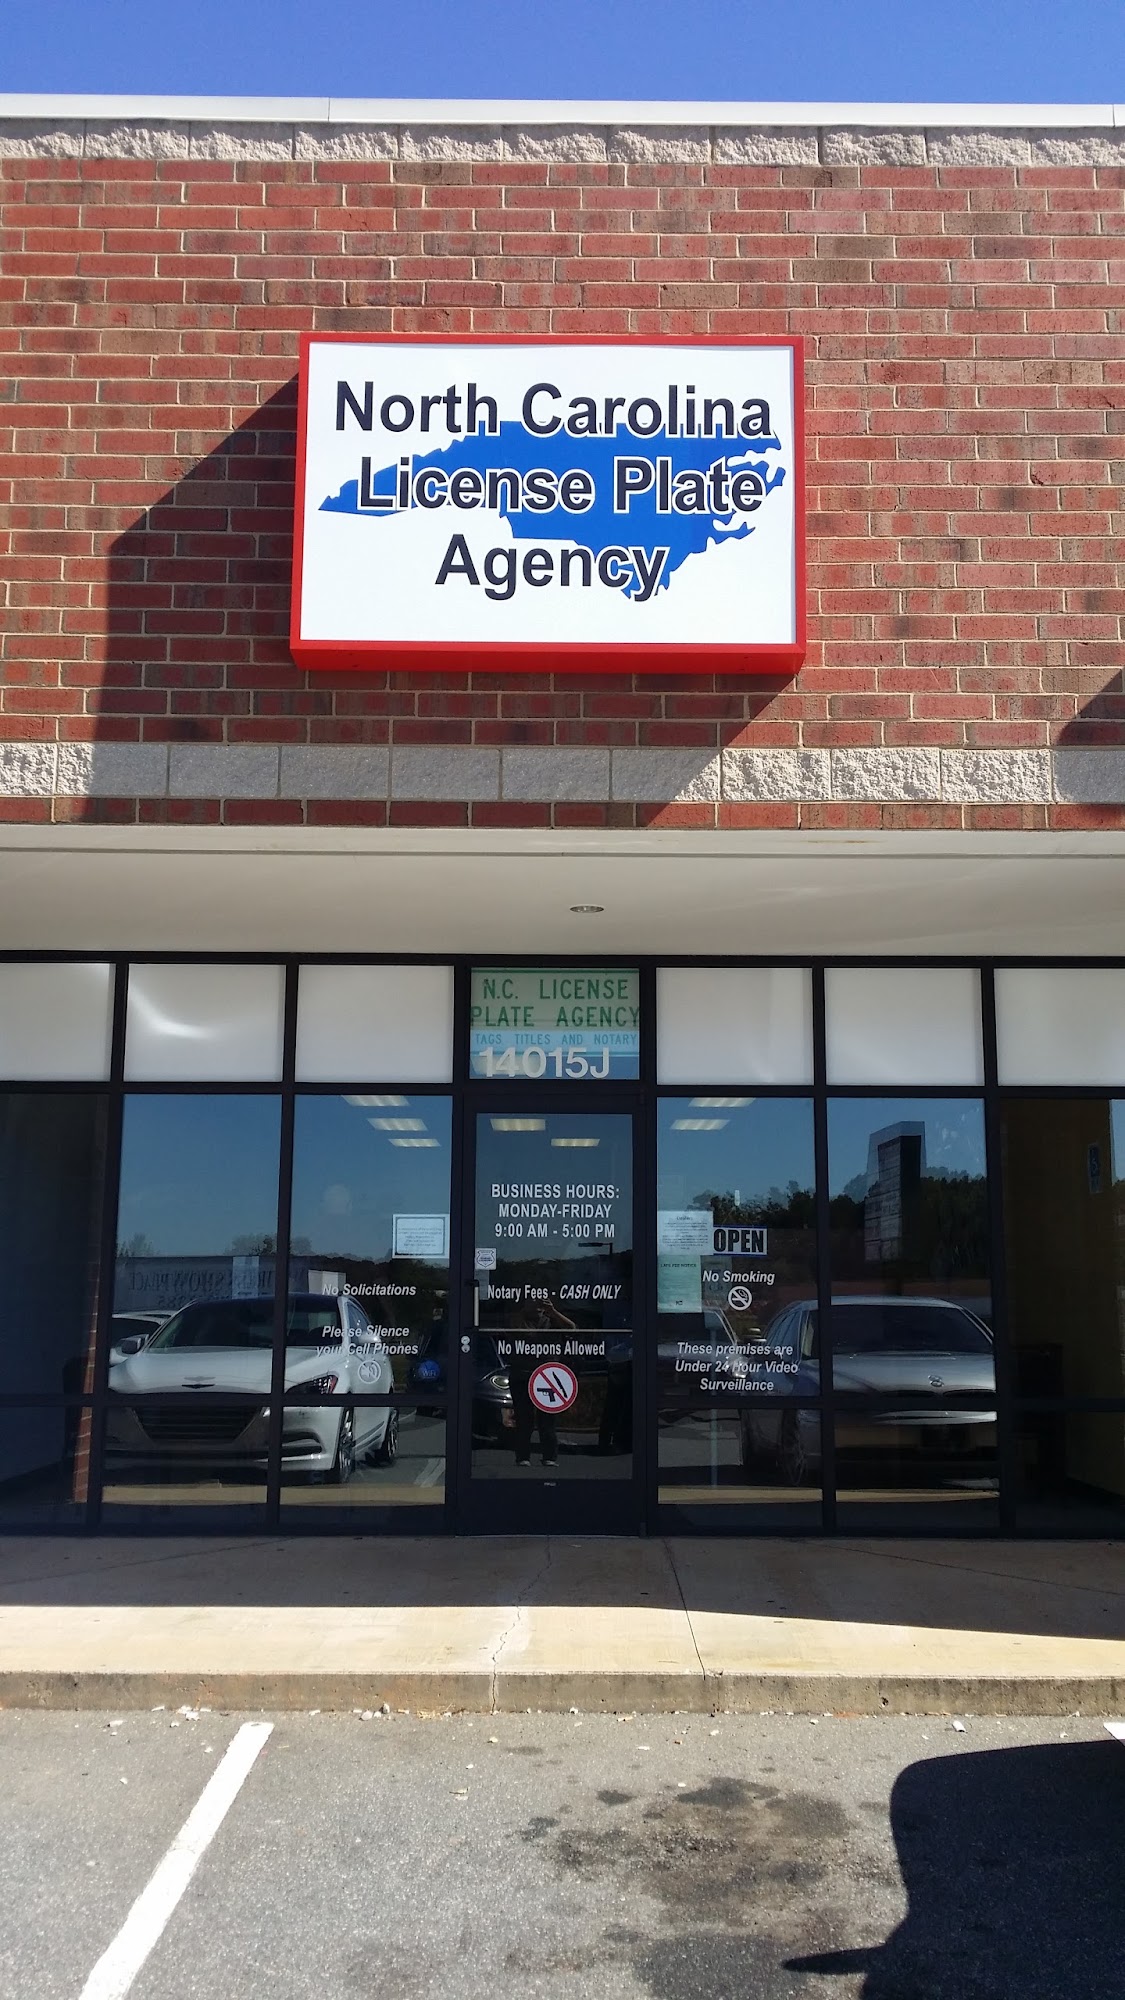 North Carolina
License Plate
Agency
N.C. LICENSE
PLATE AGENCY
TAGS TITLES AND NOTARY
14015J
BUSINESS HOURS:
MONDAY-FRIDAY
9:00 AM - 5:00 PM
Notary Fees - CASH ONLY
No Weapons Allowed
No Solicitations
Please Silence
your Cell Phones
OPEN
No Smoking
These premises are
Under 24 Hour Video
Surveillance